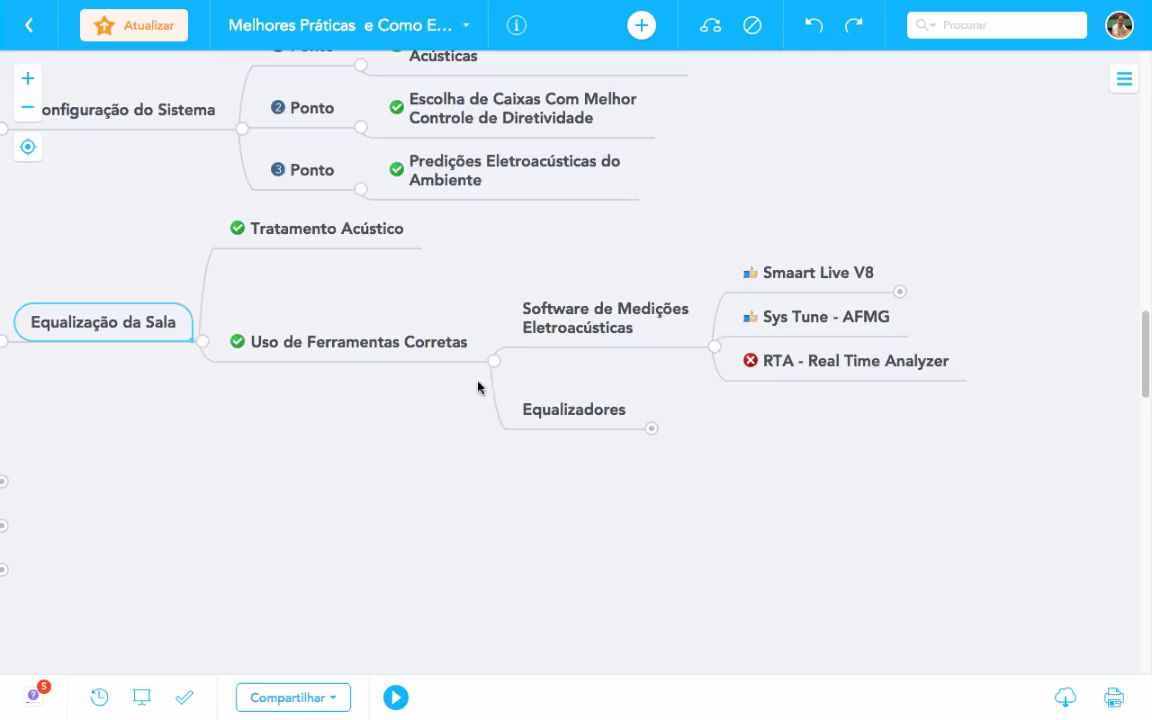 Atualizar
Melhores Práticas e Como E...
Procurar
Acústicas
onfiguração do Sistema
2 Ponto
Escolha de Caixas Com Melhor
Controle de Diretividade
3 Ponto
Predições Eletroacústicas do
Ambiente
Tratamento Acústico
Equalização da Sala
Uso de Ferramentas Corretas
Software de Medições
Eletroacústicas
Smaart Live V8
Sys Tune - AFMG
RTA - Real Time Analyzer
Equalizadores
5
Compartilhar